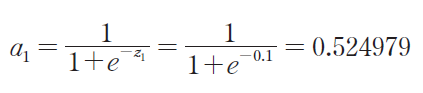 a₁ = 1/(1+e^(-z₁)) = 1/(1+e^(-0.1)) = 0.524979